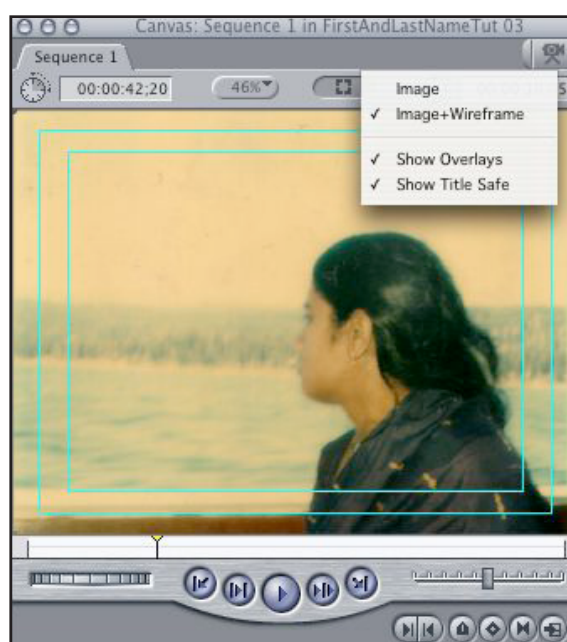 Canvas: Sequence 1 in FirstAndLastNameTut 03
Sequence 1
00:00:42;20
46%
Image
✓ Image+Wireframe
✓ Show Overlays
✓ Show Title Safe